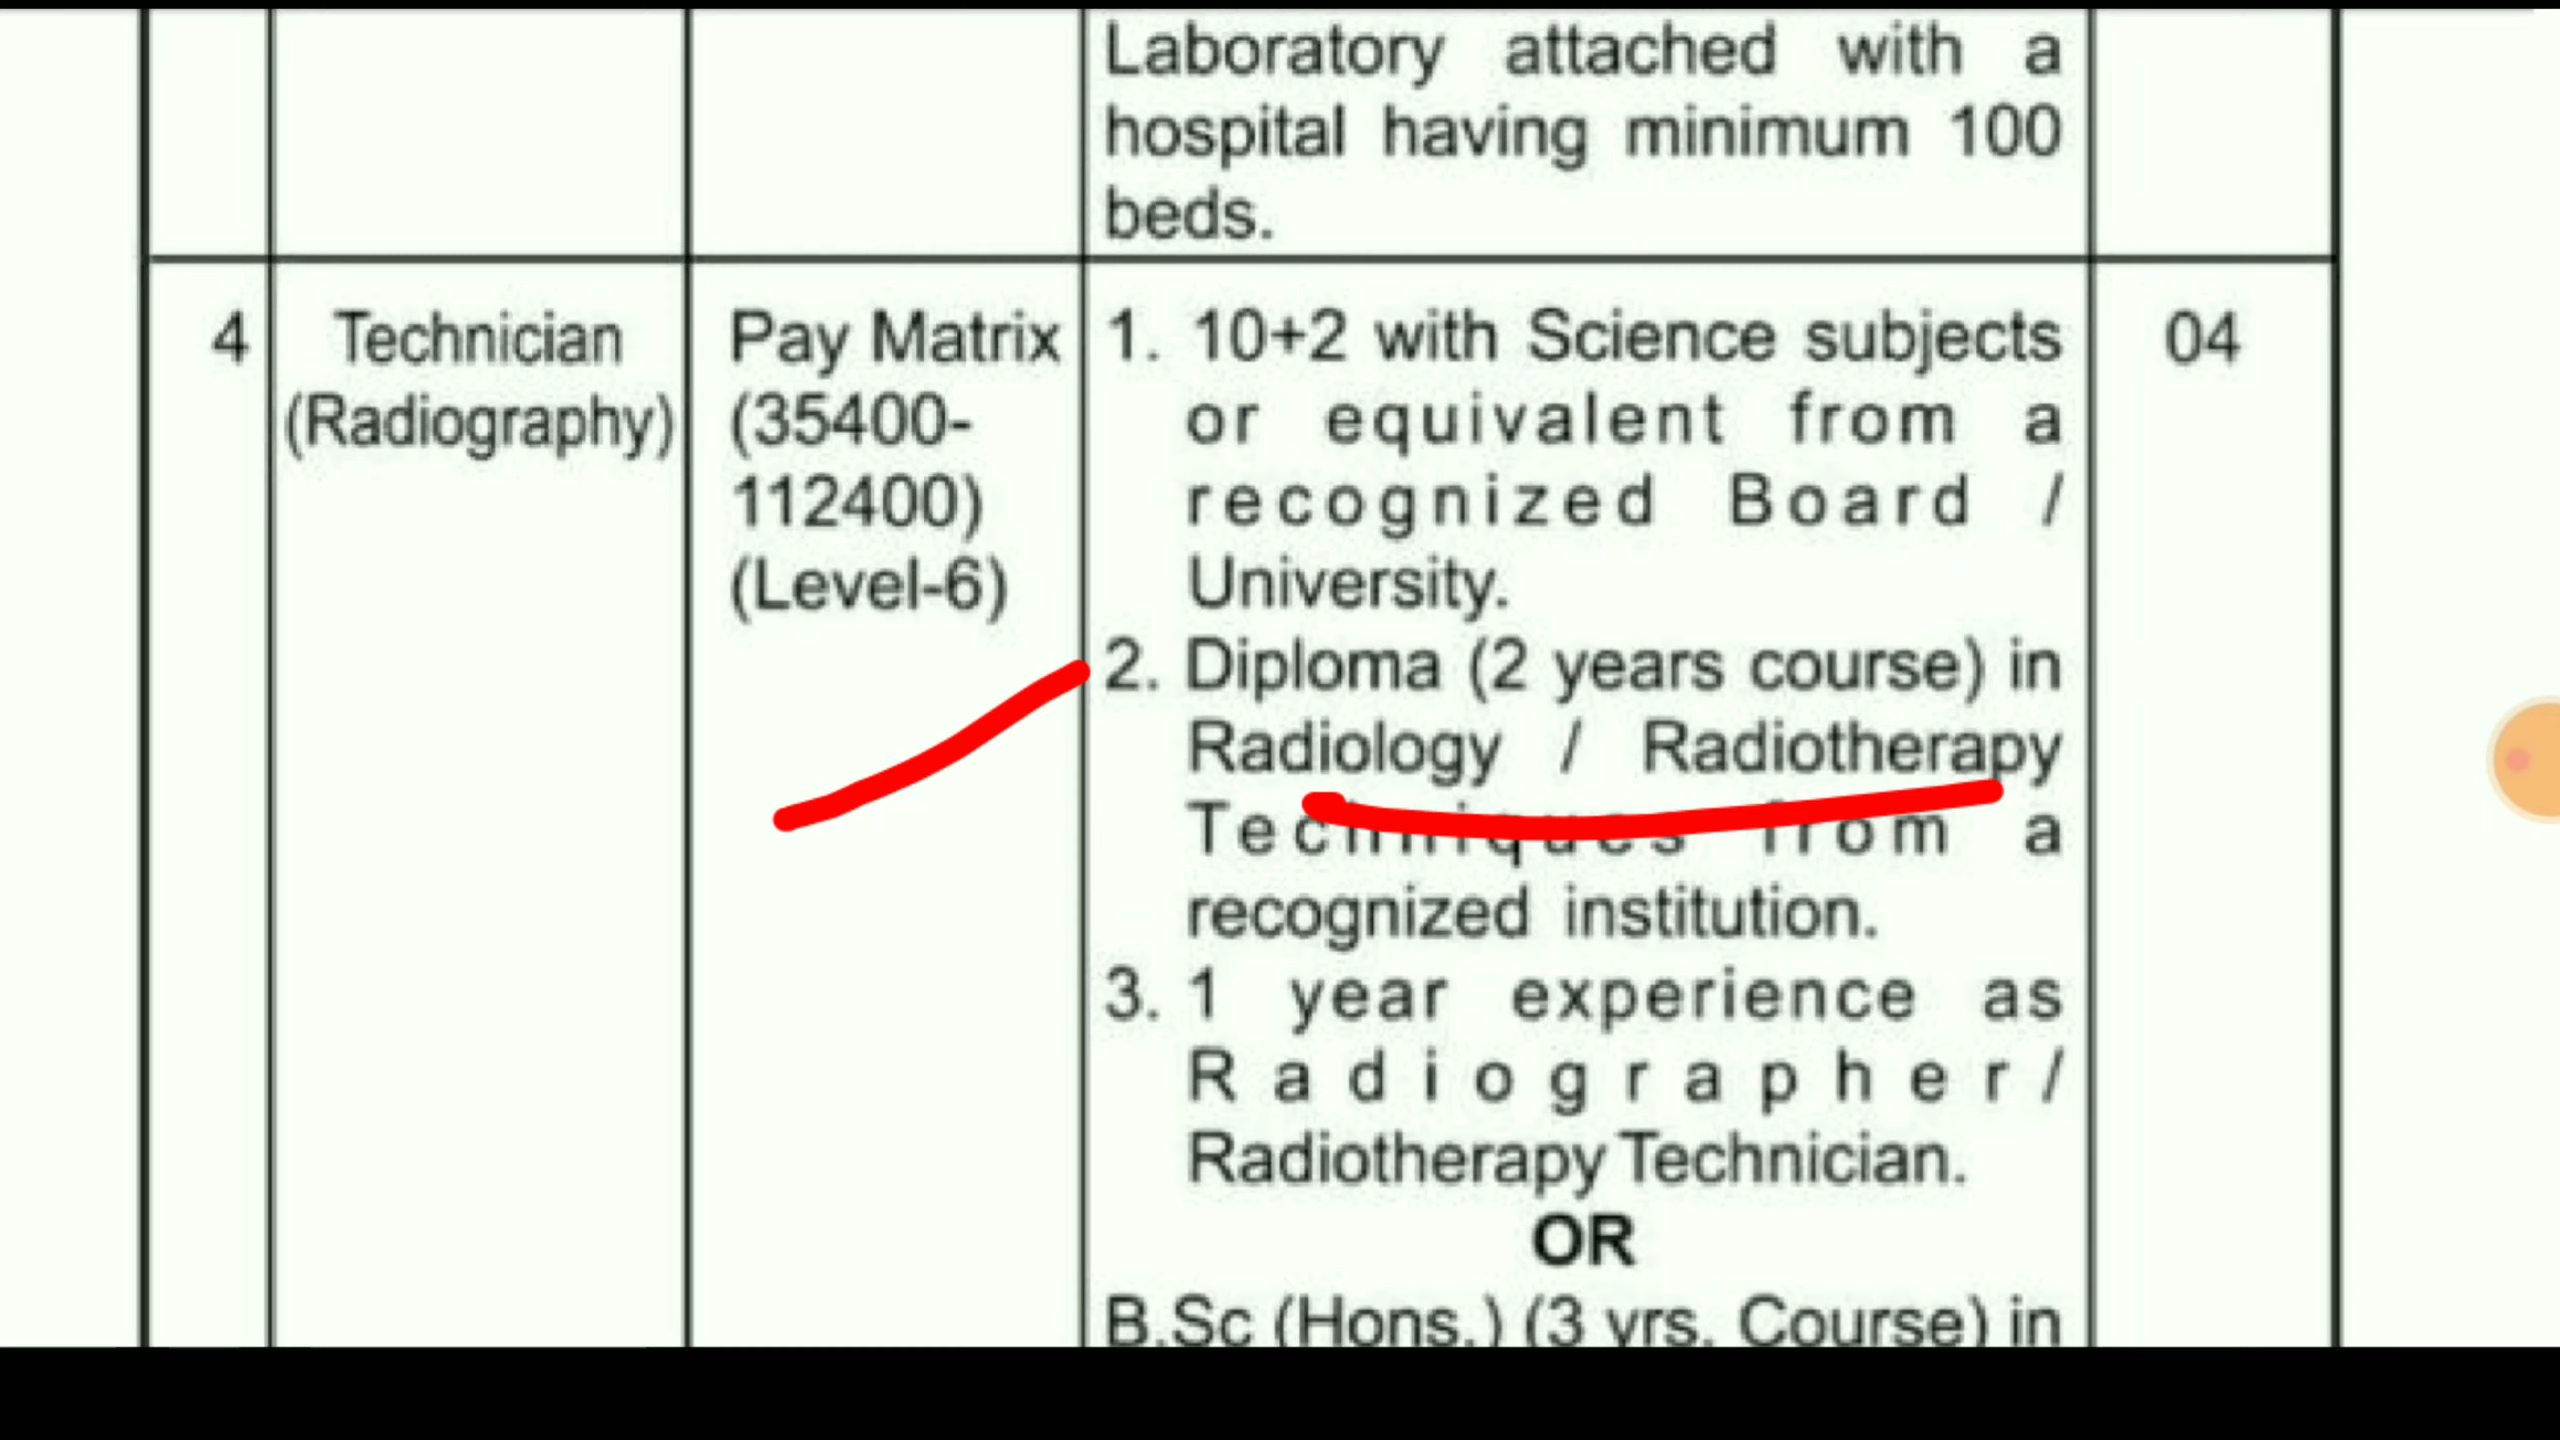 Laboratory attached with a
hospital having minimum 100
beds.
4
Technician
(Radiography)
Pay Matrix
(35400-
112400)
(Level-6)
1. 10+2 with Science subjects
or equivalent from a
recognized Board /
University.
2. Diploma (2 years course) in
Radiology / Radiotherapy
Techniques from a
recognized institution.
3. 1 year experience as
Radiographer/
Radiotherapy Technician.
OR
B.Sc (Hons.) (3 yrs. Course) in
04